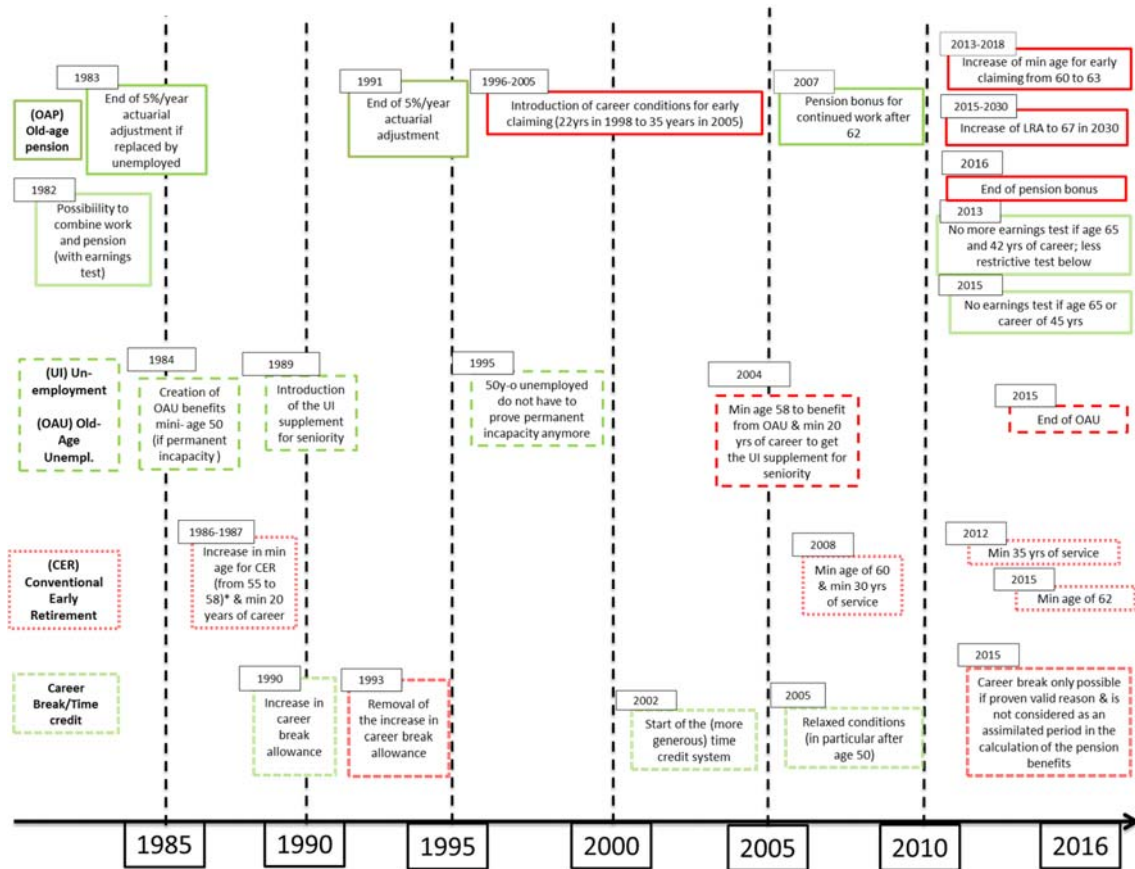 (OAP)
Old-age
pension
1983
End of 5%/year
actuarial
adjustment if
replaced by
unemployed
1982
Possibiility to
combine work
and pension
(with earnings
test)
1991
End of 5%/year
actuarial
adjustment
1996-2005
Introduction of career conditions for early
claiming (22yrs in 1998 to 35 years in 2005)
2007
Pension bonus for
continued work after
62
2013-2018
Increase of min age for early
claiming from 60 to 63
2015-2030
Increase of LRA to 67 in 2030
2016
End of pension bonus
2013
No more earnings test if age 65
and 42 yrs of career; less
restrictive test below
2015
No earnings test if age 65 or
career of 45 yrs
(UI) Un-
employment
(OAU) Old-
Age
Unempl.
1984
Creation of
OAU benefits
mini- age 50
(if permanent
incapacity )
1989
Introduction
of the UI
supplement
for seniority
1995
50y-o unemployed
do not have to
prove permanent
incapacity anymore
2004
Min age 58 to benefit
from OAU & min 20
yrs of career to get
the UI supplement for
seniority
2015
End of OAU
(CER)
Conventional
Early
Retirement
1986-1987
Increase in min
age for CER
(from 55 to
58)* & min 20
years of career
2008
Min age of 60
& min 30 yrs
of service
2012
Min 35 yrs of service
2015
Min age of 62
Career
Break/Time
credit
1990
Increase in
career
break
allowance
1993
Removal of
the increase in
career break
allowance
2002
Start of the (more
generous) time
credit system
2005
Relaxed conditions
(in particular after
age 50)
2015
Career break only possible
if proven valid reason & is
not considered as an
assimilated period in the
calculation of the pension
benefits
1985
1990
1995
2000
2005
2010
2016